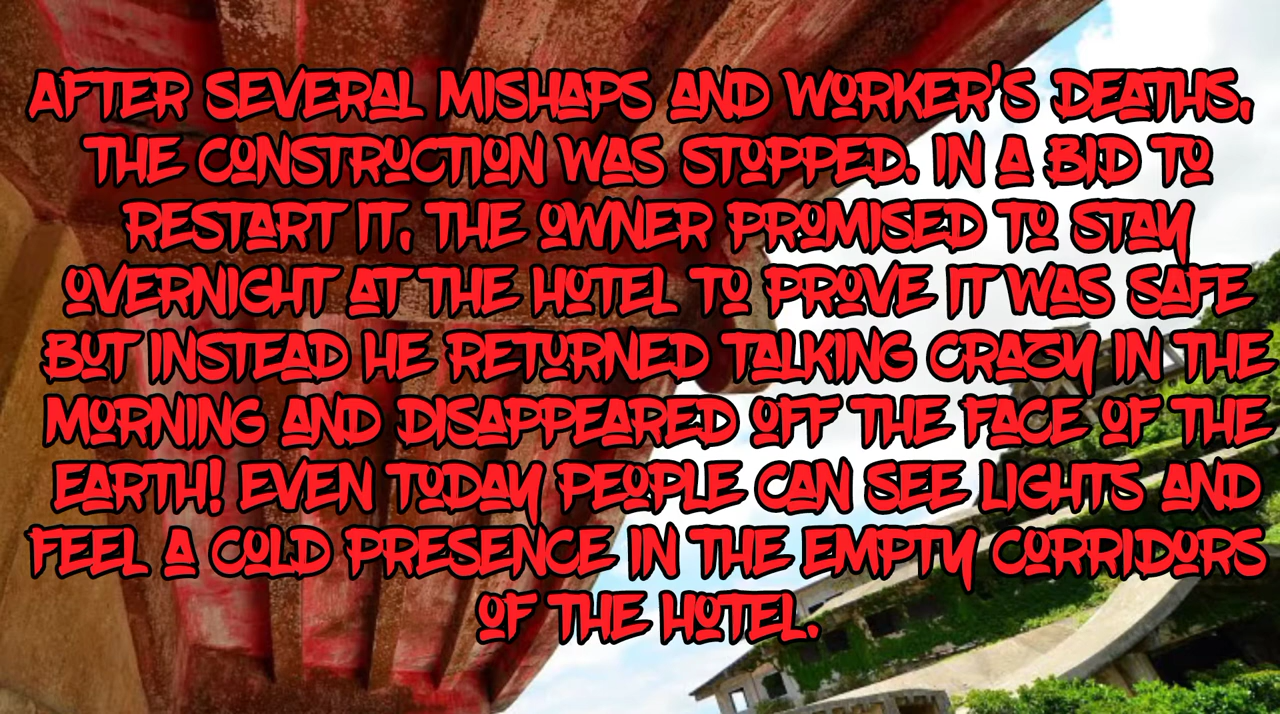 AFTER SEVERAL MISHAPS AND WORKER'S DEATHS,
THE CONSTRUCTION WAS STOPPED. IN A BID TO
RESTART IT, THE OWNER PROMISED TO STAY
OVERNIGHT AT THE HOTEL TO PROVE IT WAS SAFE
BUT INSTEAD HE RETURNED TALKING CRAZY IN THE
MORNING AND DISAPPEARED OFF THE FACE OF THE
EARTH! EVEN TODAY PEOPLE CAN SEE LIGHTS AND
FEEL A COLD PRESENCE IN THE EMPTY CORRIDORS
OF THE HOTEL.